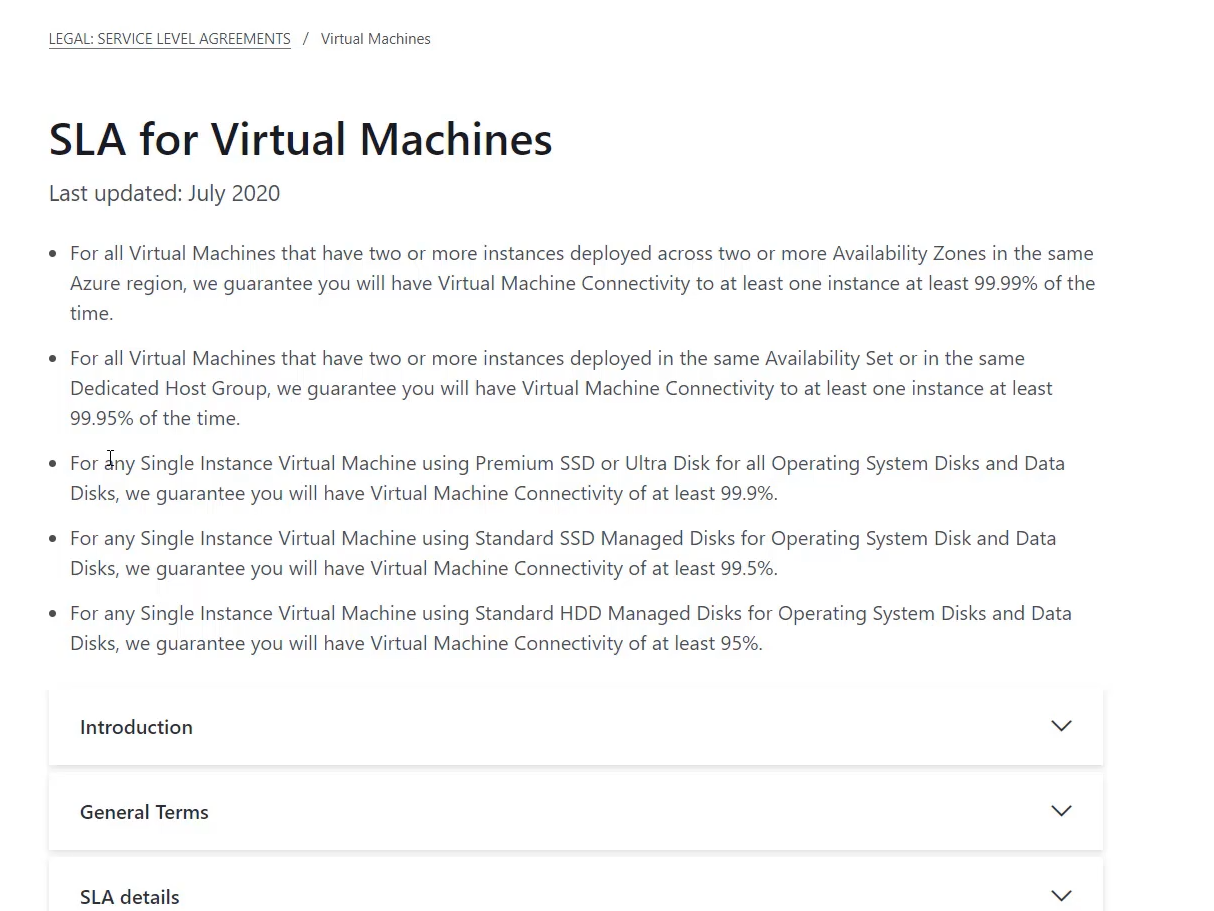 LEGAL: SERVICE LEVEL AGREEMENTS / Virtual Machines
SLA for Virtual Machines
Last updated: July 2020
• For all Virtual Machines that have two or more instances deployed across two or more Availability Zones in the same
Azure region, we guarantee you will have Virtual Machine Connectivity to at least one instance at least 99.99% of the
time.
• For all Virtual Machines that have two or more instances deployed in the same Availability Set or in the same
Dedicated Host Group, we guarantee you will have Virtual Machine Connectivity to at least one instance at least
99.95% of the time.
• For any Single Instance Virtual Machine using Premium SSD or Ultra Disk for all Operating System Disks and Data
Disks, we guarantee you will have Virtual Machine Connectivity of at least 99.9%.
• For any Single Instance Virtual Machine using Standard SSD Managed Disks for Operating System Disk and Data
Disks, we guarantee you will have Virtual Machine Connectivity of at least 99.5%.
• For any Single Instance Virtual Machine using Standard HDD Managed Disks for Operating System Disks and Data
Disks, we guarantee you will have Virtual Machine Connectivity of at least 95%.
Introduction
General Terms
SLA details